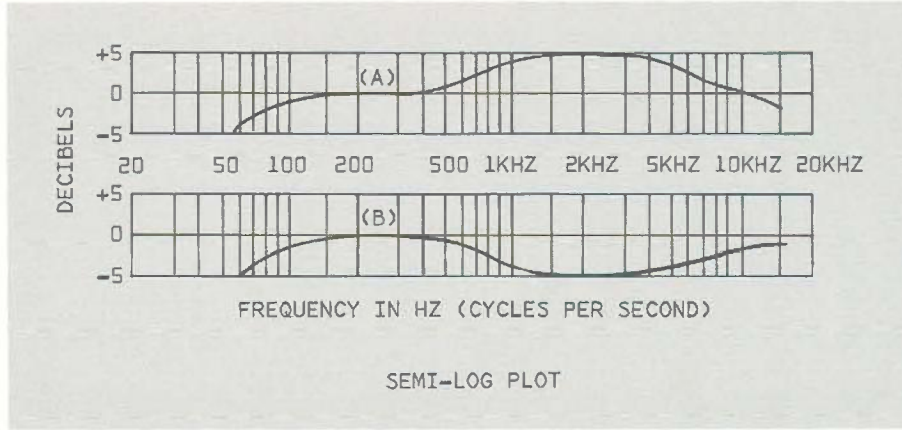 +5
(A)
0
-5
20 50 100 200 500 1KHZ 2KHZ 5KHZ 10KHZ 20KHZ
DECIBELS
+5
(B)
0
-5
FREQUENCY IN HZ (CYCLES PER SECOND)
SEMI-LOG PLOT